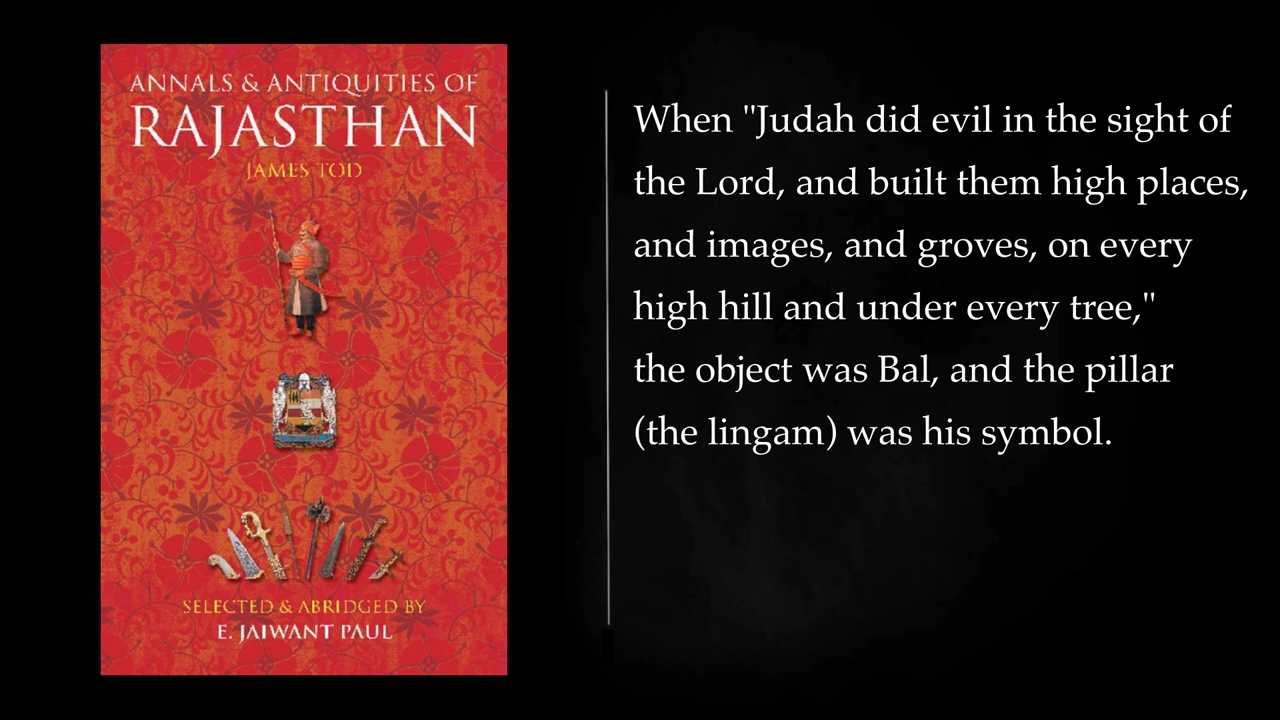 ANNALS & ANTIQUITIES OF
RAJASTHAN
JAMES TOD
SELECTED & ABRIDGED BY
E. JAIWANT PAUL
When "Judah did evil in the sight of
the Lord, and built them high places,
and images, and groves, on every
high hill and under every tree,"
the object was Bal, and the pillar
(the lingam) was his symbol.